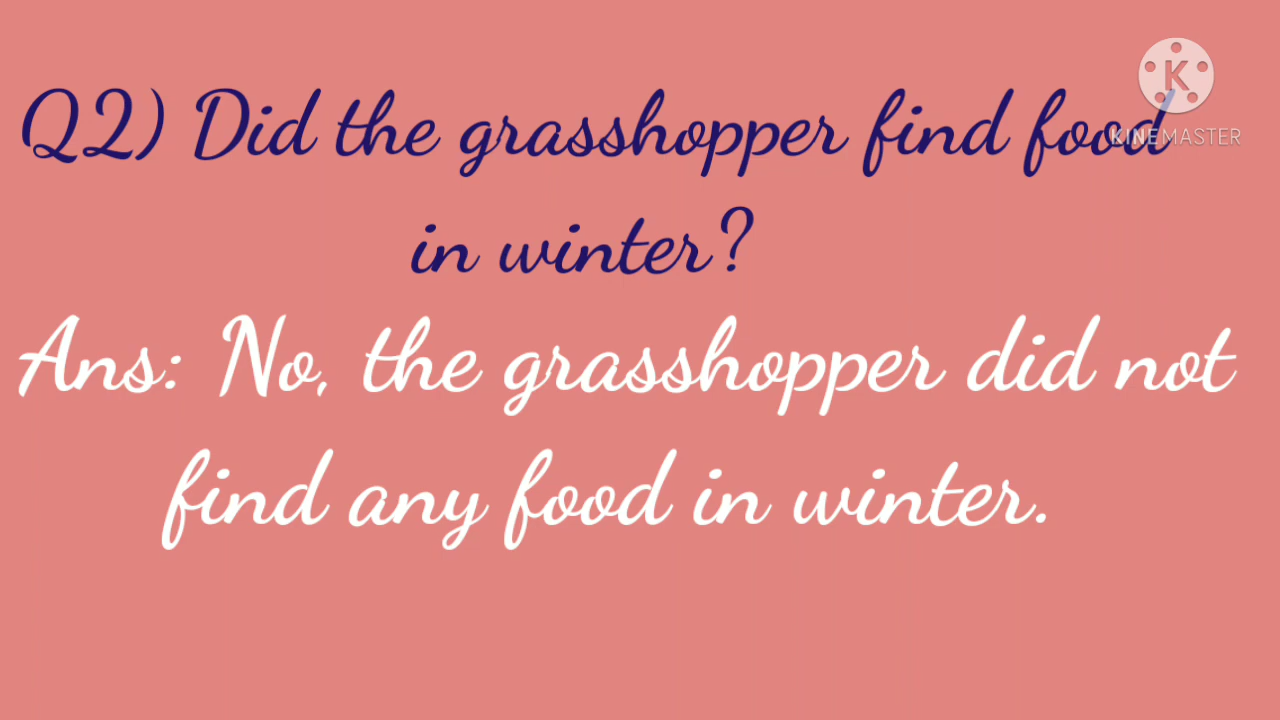 Q2) Did the grasshopper find food
in winter?
Ans: No, the grasshopper did not
find any food in winter.
K
KINEMASTER